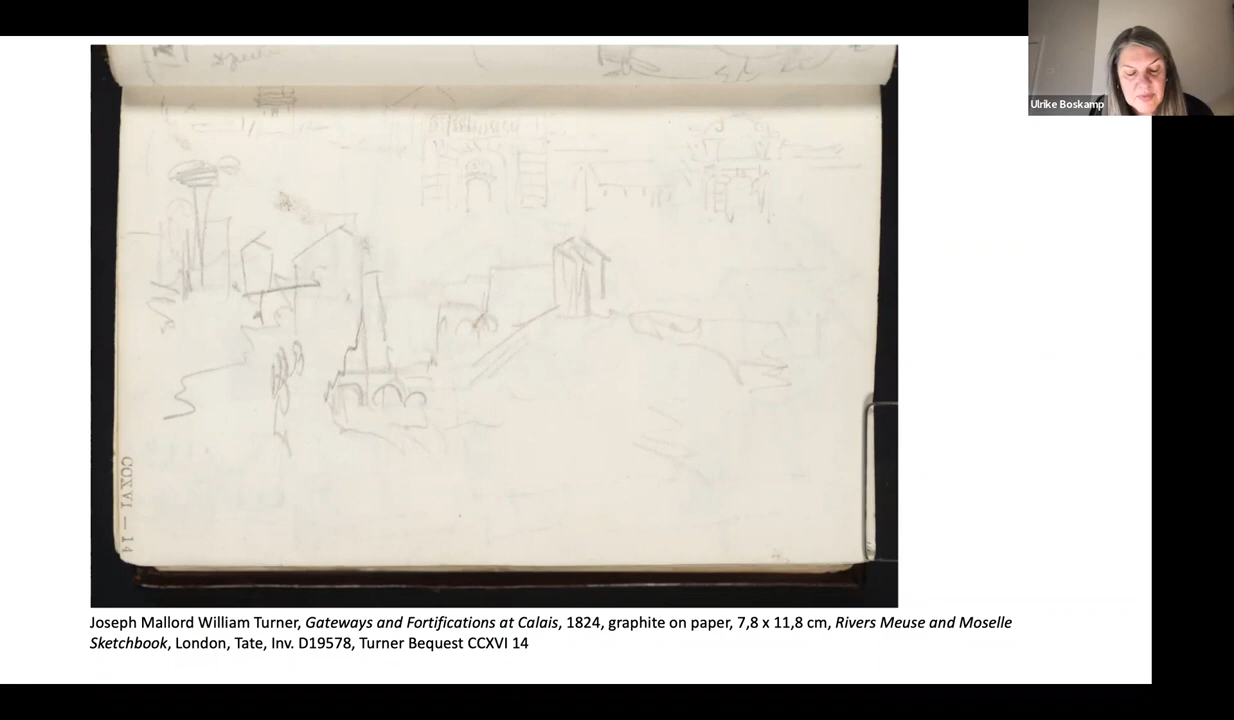 Ulrike Boskamp
CCXVI — 14
Joseph Mallord William Turner, Gateways and Fortifications at Calais, 1824, graphite on paper, 7,8 x 11,8 cm, Rivers Meuse and Moselle
Sketchbook, London, Tate, Inv. D19578, Turner Bequest CCXVI 14